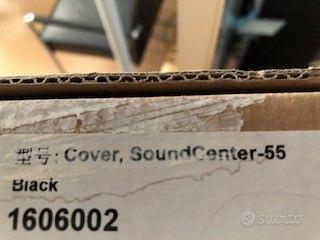 型号: Cover, SoundCenter-55
Black
1606002
subito